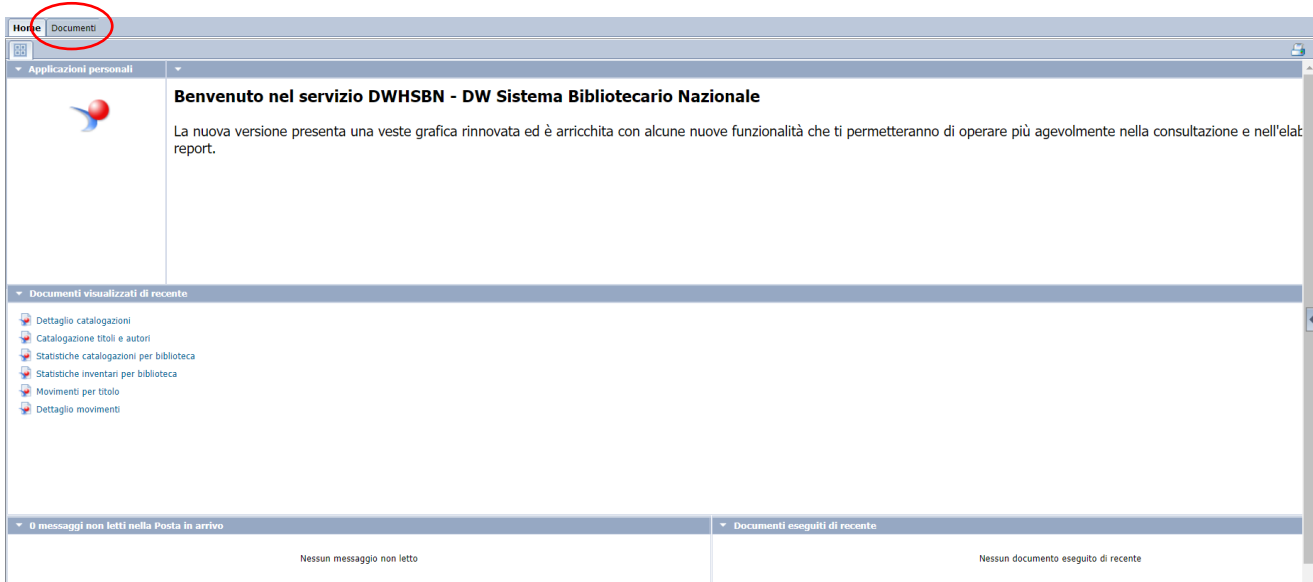 Home Documenti
Applicazioni personali
Benvenuto nel servizio DWHSBN - DW Sistema Bibliotecario Nazionale
La nuova versione presenta una veste grafica rinnovata ed è arricchita con alcune nuove funzionalità che ti permetteranno di operare più agevolmente nella consultazione e nell'elab
report.
Documenti visualizzati di recente
Dettaglio catalogazioni
Catalogazione titoli e autori
Statistiche catalogazioni per biblioteca
Statistiche inventari per biblioteca
Movimenti per titolo
Dettaglio movimenti
0 messaggi non letti nella Posta in arrivo
Documenti eseguiti di recente
Nessun messaggio non letto
Nessun documento eseguito di recente